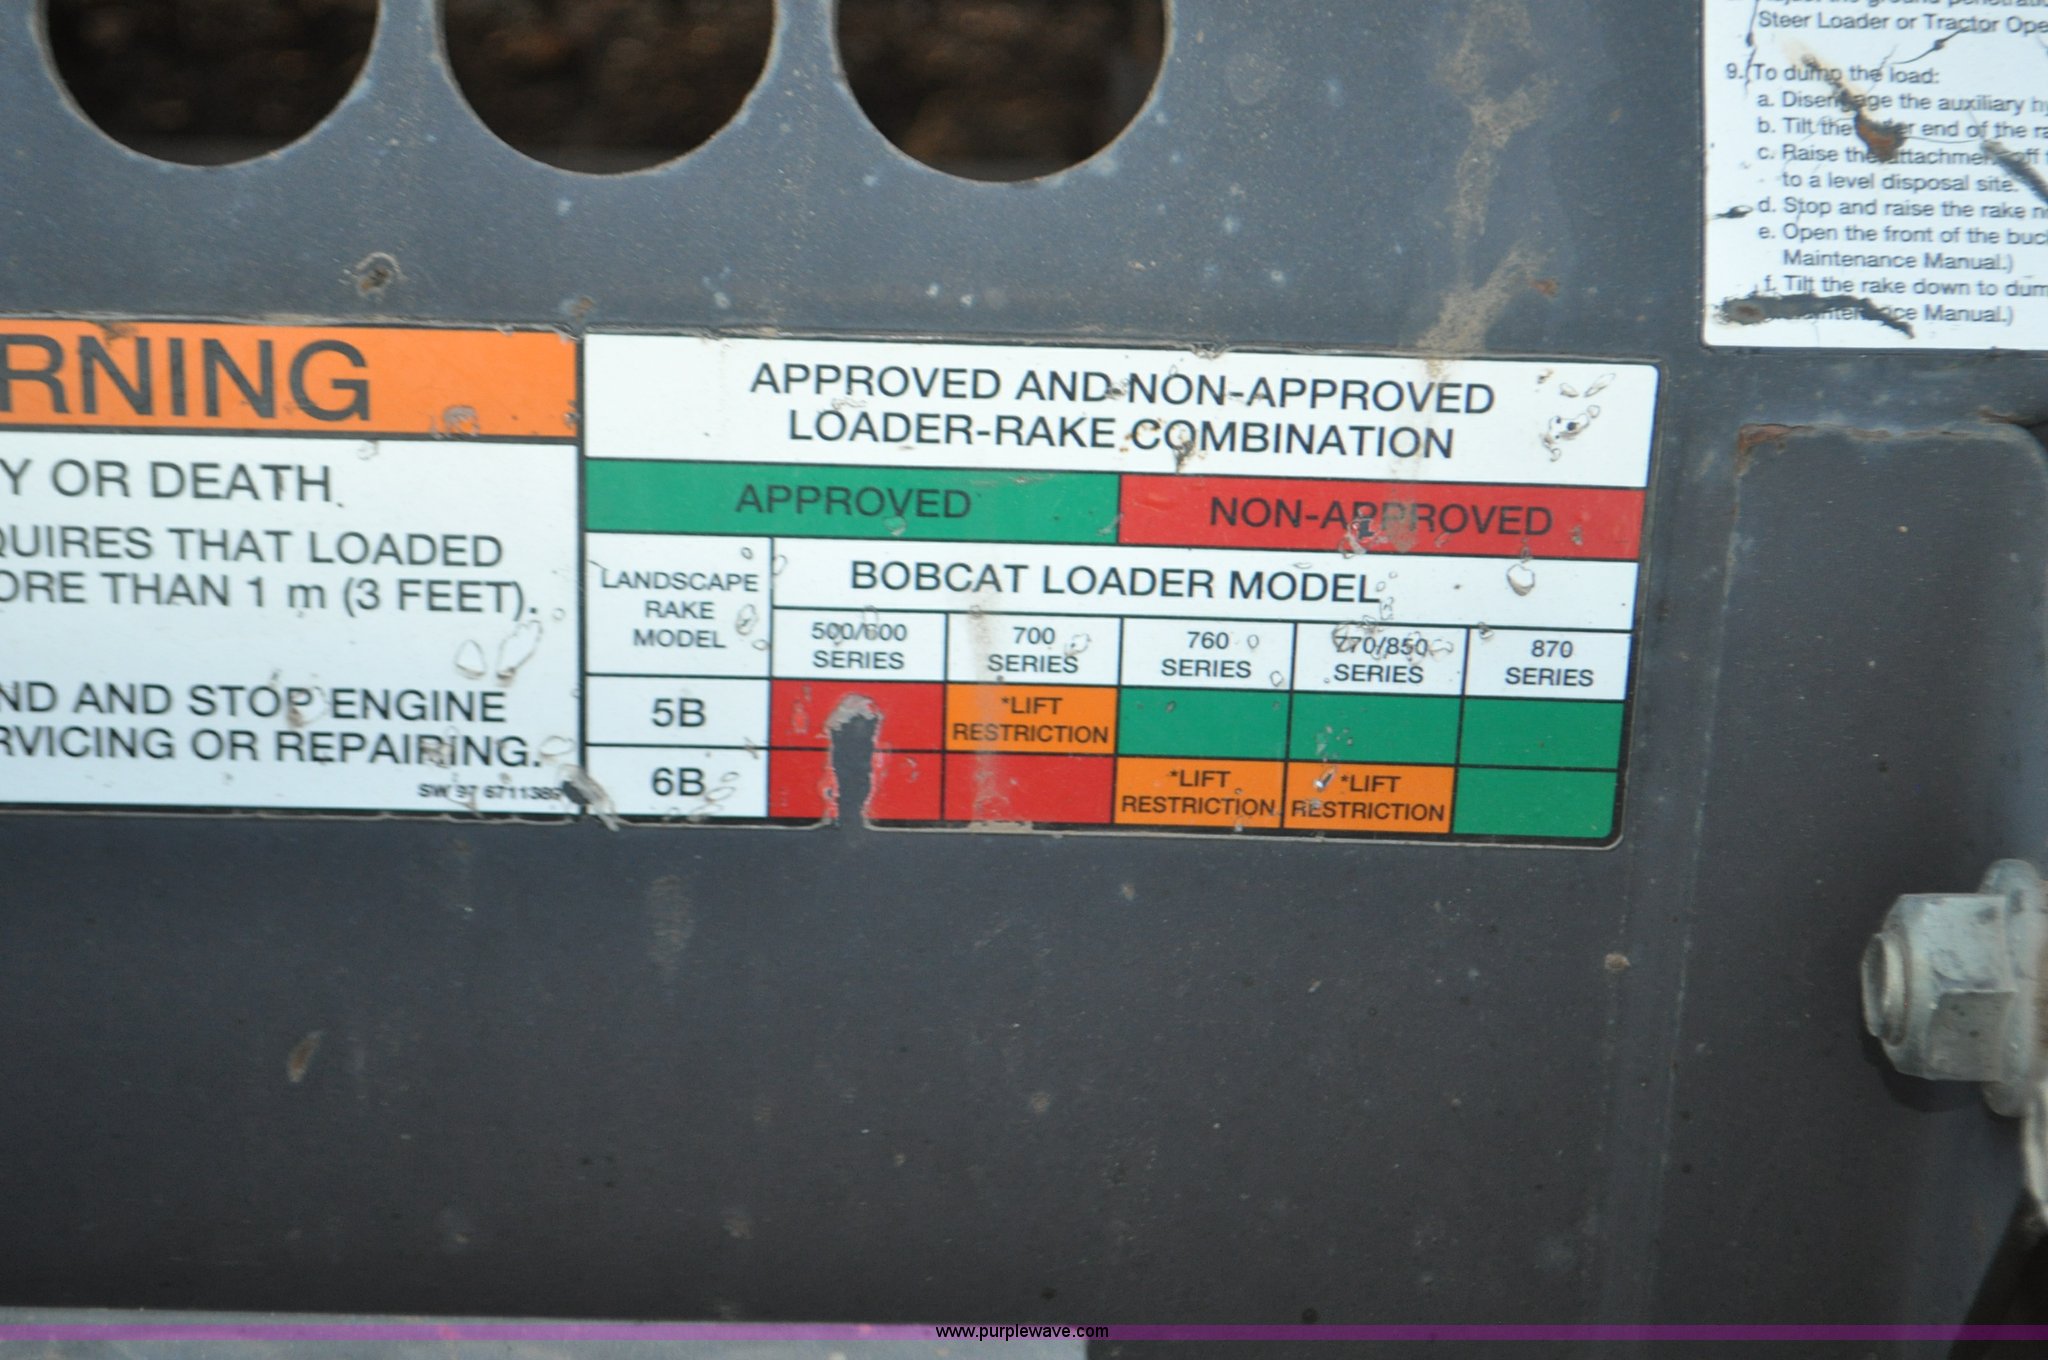 RNING
Y OR DEATH.
QUIRES THAT LOADED
ORE THAN 1 m (3 FEET).
ND AND STOP ENGINE
RVICING OR REPAIRING.
SW 97 6711389
APPROVED AND NON-APPROVED
LOADER-RAKE COMBINATION
APPROVED NON-APPROVED
LANDSCAPE
RAKE
MODEL
BOBCAT LOADER MODEL
500/600
SERIES
700
SERIES
760
SERIES
770/850
SERIES
870
SERIES
5B
*LIFT
RESTRICTION
6B
*LIFT
RESTRICTION
*LIFT
RESTRICTION
Steer Loader or Tractor Ope
9. To dump the load:
a. Disengage the auxiliary hy
b. Tilt the end of the ra
c. Raise the attachment off
to a level disposal site.
d. Stop and raise the rake
e. Open the front of the buc
Maintenance Manual.)
f. Tilt the rake down to dum
Manual.)
www.purplewave.com